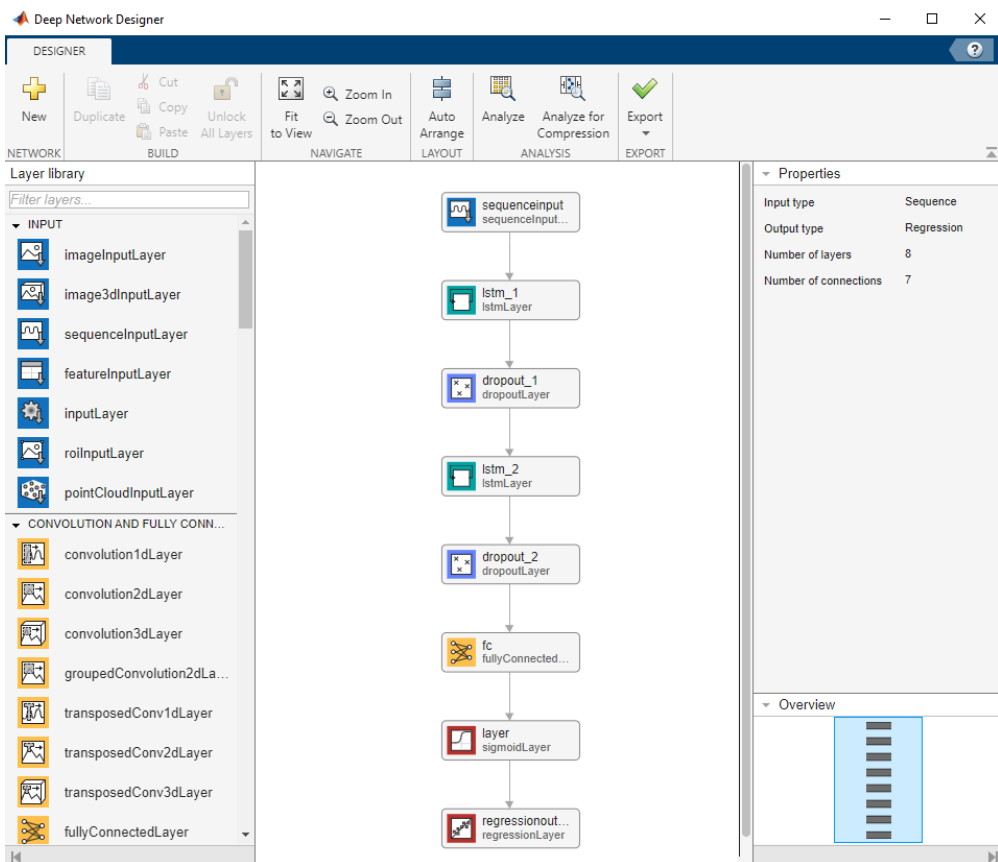 Deep Network Designer
DESIGNER
?
New
Duplicate
Cut
Copy
Paste
Unlock
All Layers
Fit
to View
Zoom In
Zoom Out
Auto
Arrange
Analyze
Analyze for
Compression
Export
NETWORK
BUILD
NAVIGATE
LAYOUT
ANALYSIS
EXPORT
Layer library
Filter layers...
INPUT
imageInputLayer
image3dInputLayer
sequenceInputLayer
featureInputLayer
inputLayer
roiInputLayer
pointCloudInputLayer
CONVOLUTION AND FULLY CONN...
convolution1dLayer
convolution2dLayer
convolution3dLayer
groupedConvolution2dLa...
transposedConv1dLayer
transposedConv2dLayer
transposedConv3dLayer
fullyConnectedLayer
sequenceinput
sequenceInput...
lstm_1
lstmLayer
dropout_1
dropoutLayer
lstm_2
lstmLayer
dropout_2
dropoutLayer
fc
fullyConnected...
layer
sigmoidLayer
regressionout...
regressionLayer
Properties
Input type Sequence
Output type Regression
Number of layers 8
Number of connections 7
Overview